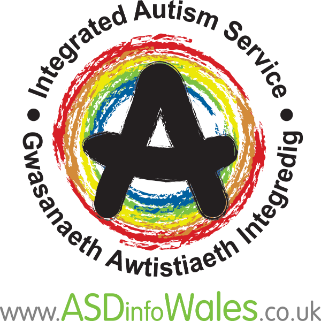 Integrated Autism Service
A
Gwasanaeth Awtistiaeth Integredig
www.ASDinfoWales.co.uk